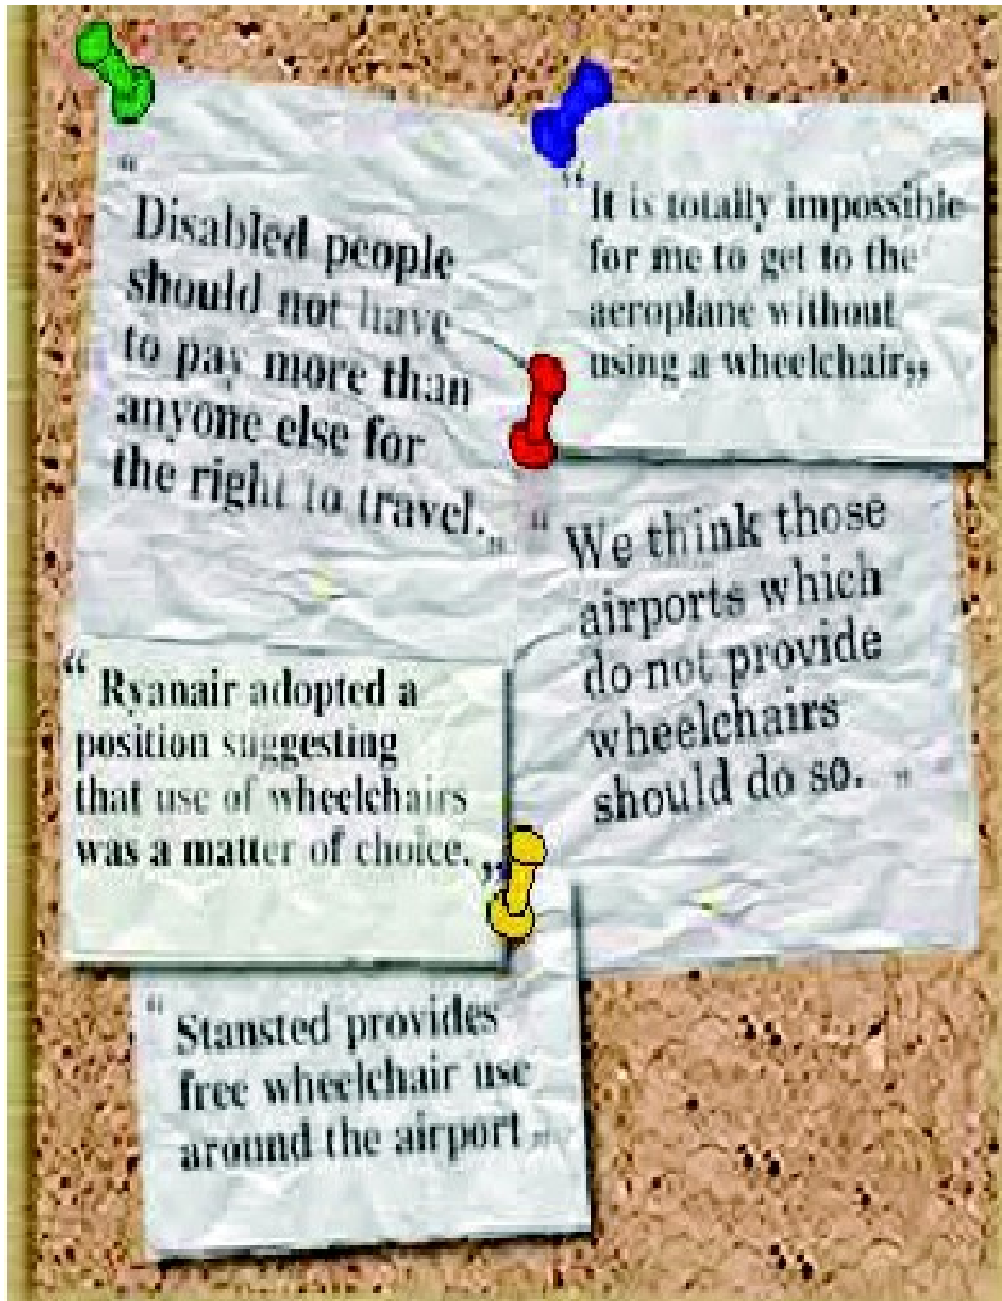 “
Disabled people
should not have
to pay more than
anyone else for
the right to travel.„
“ It is totally impossible
for me to get to the
aeroplane without
using a wheelchair„
“ We think those
airports which
do not provide
wheelchairs
should do so. „
“ Ryanair adopted a
position suggesting
that use of wheelchairs
was a matter of choice. „
“ Stansted provides
free wheelchair use
around the airport „